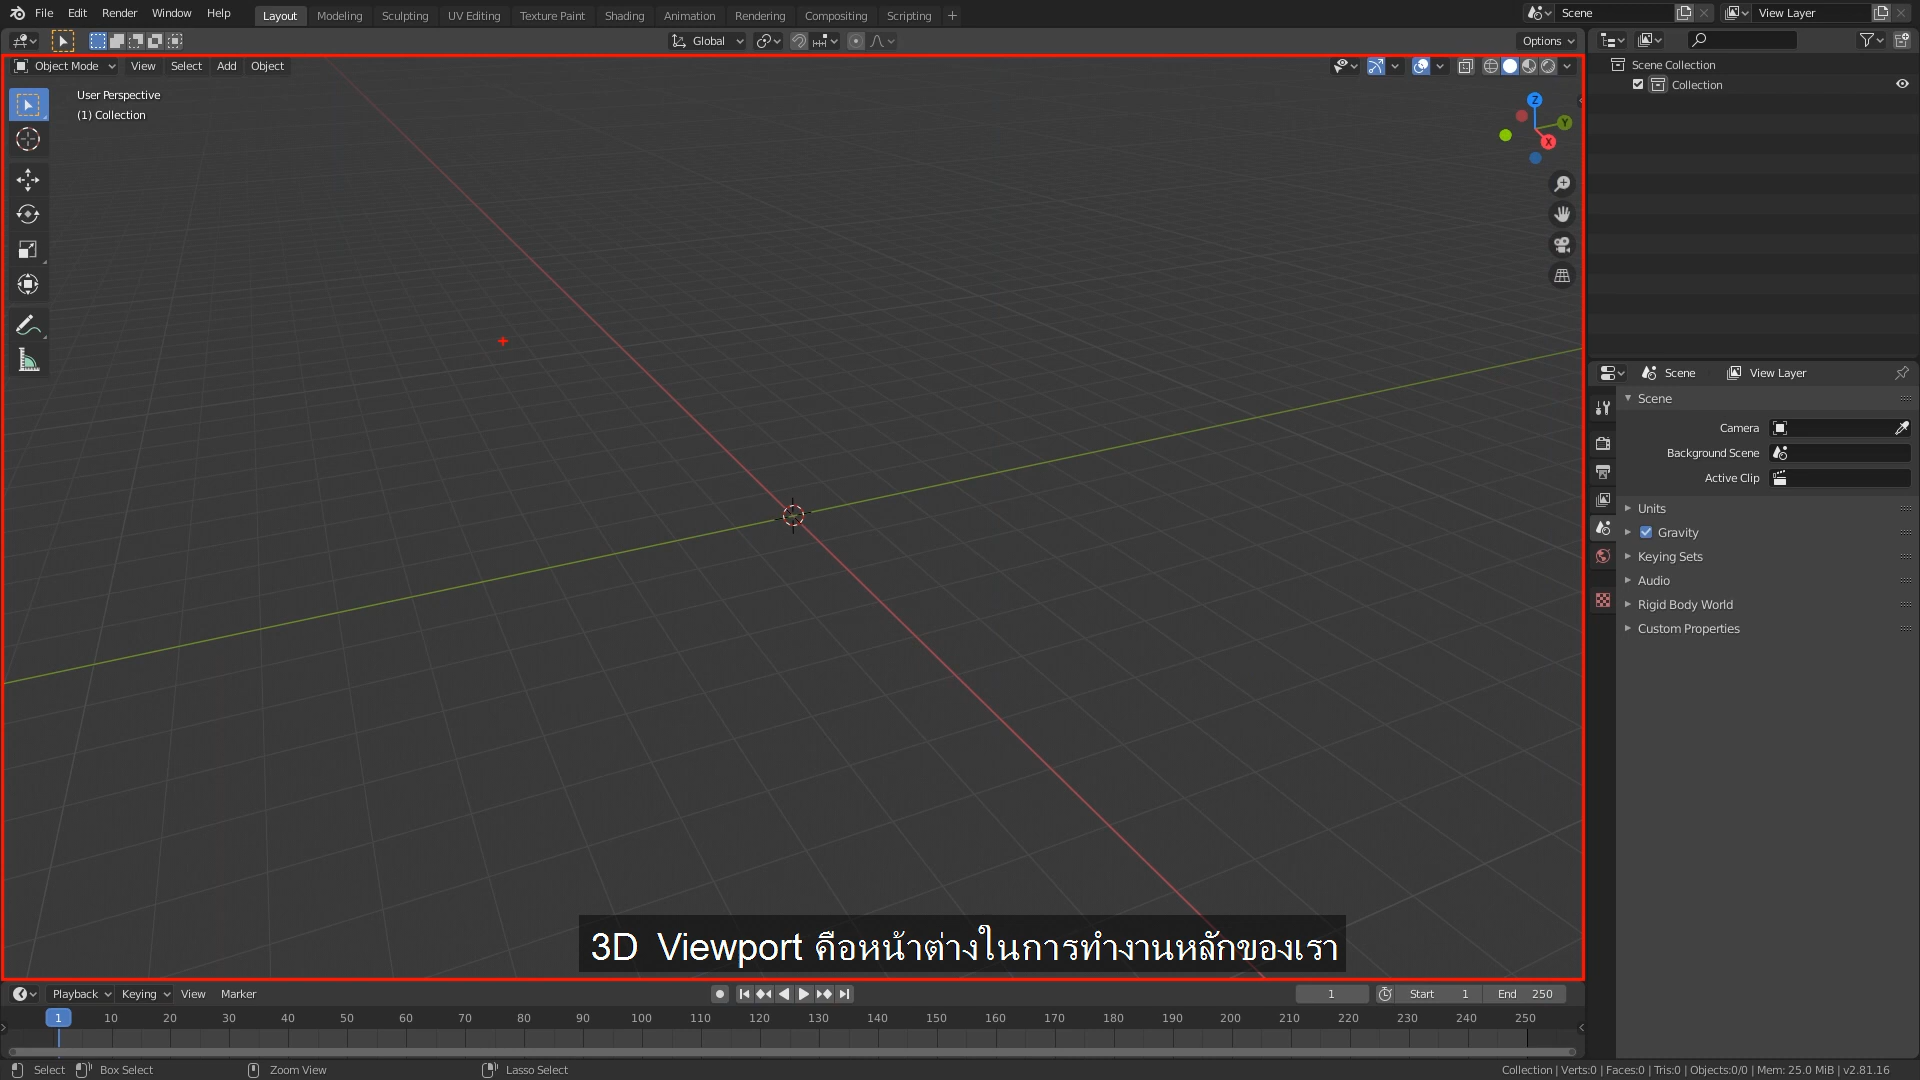 File Edit Render Window Help Layout Modeling Sculpting UV Editing Texture Paint Shading Animation Rendering Compositing Scripting + Scene View Layer
Global Options
Object Mode View Select Add Object
User Perspective
(1) Collection
Z
Y
X
Scene Collection
Collection
Scene View Layer
Scene
Camera
Background Scene
Active Clip
Units
Gravity
Keying Sets
Audio
Rigid Body World
Custom Properties
3D Viewport คือหน้าต่างในการทำงานหลักของเรา
Playback Keying View Marker 1 Start 1 End 250
1 10 20 30 40 50 60 70 80 90 100 110 120 130 140 150 160 170 180 190 200 210 220 230 240 250
Select Box Select Zoom View Lasso Select Collection | Verts:0 | Faces:0 | Tris:0 | Objects:0/0 | Mem: 25.0 MiB | v2.81.16